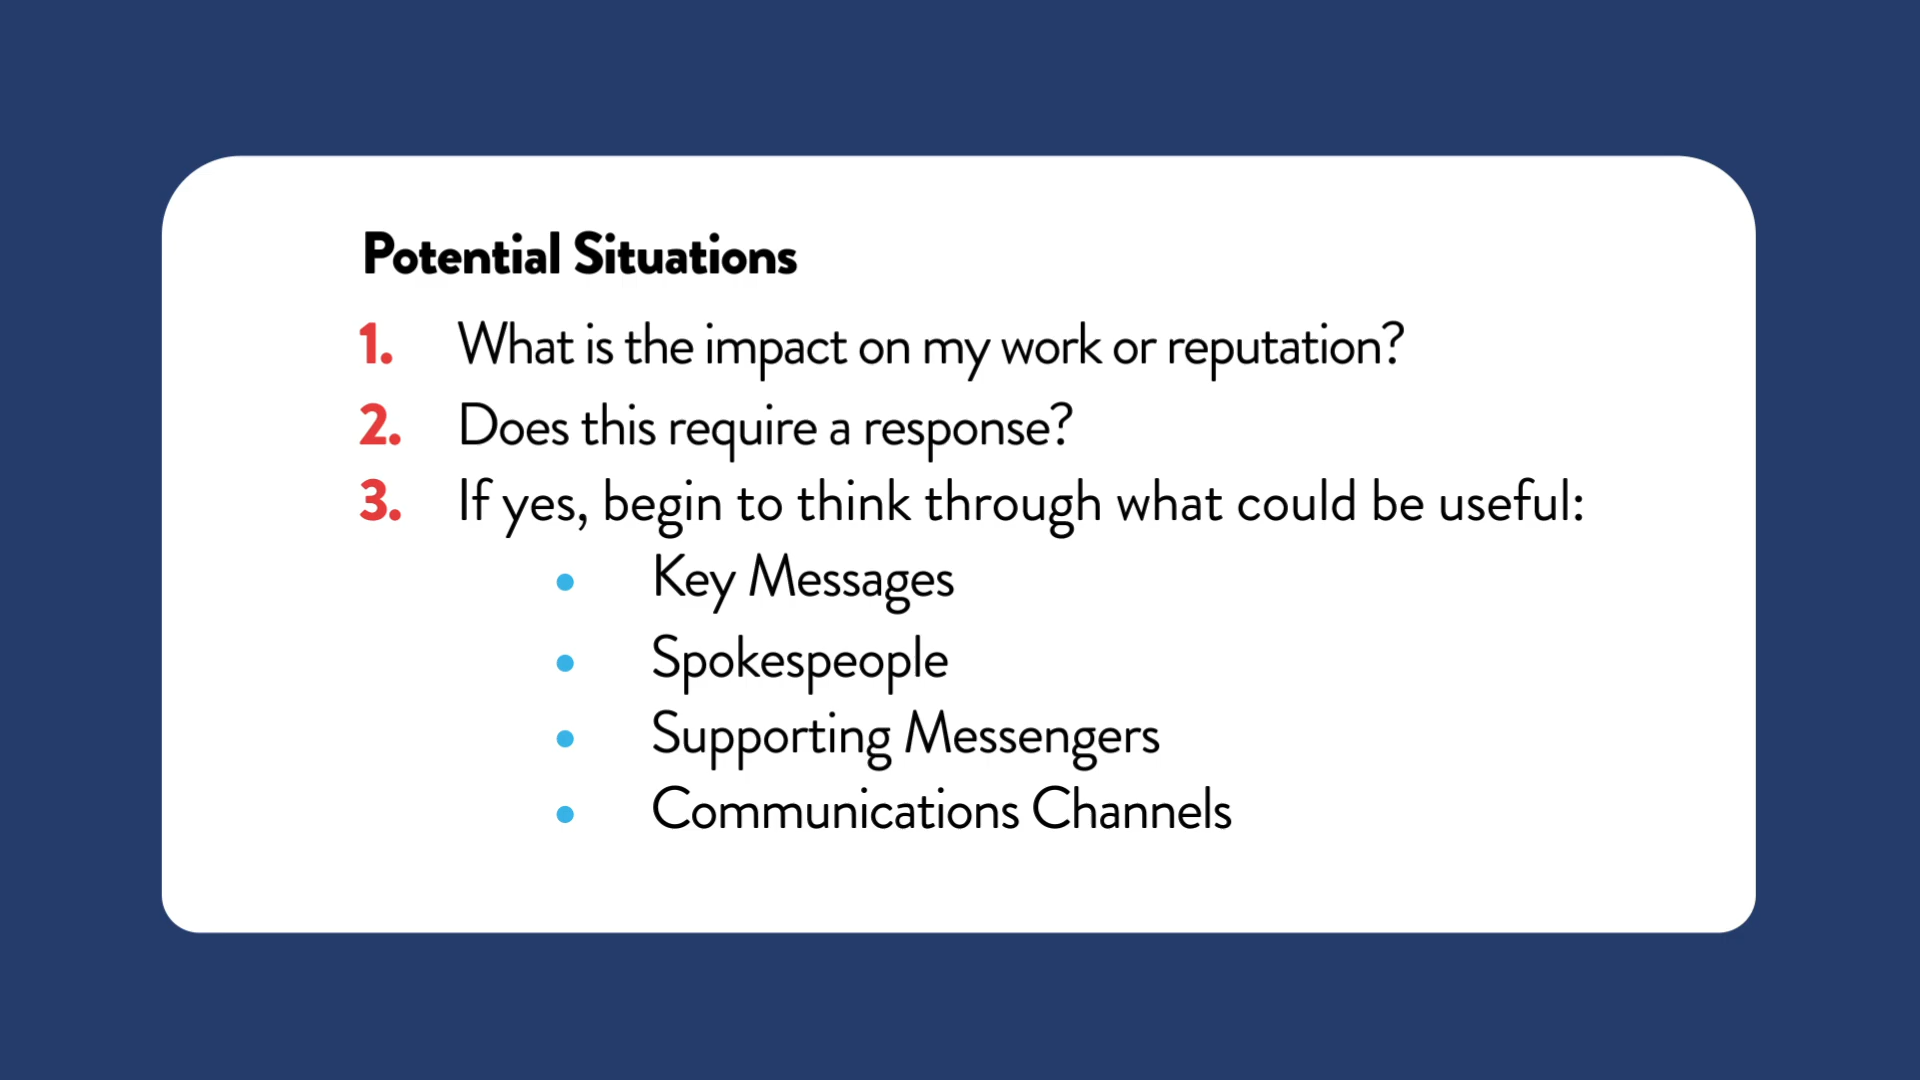 Potential Situations
1. What is the impact on my work or reputation?
2. Does this require a response?
3. If yes, begin to think through what could be useful:
• Key Messages
• Spokespeople
• Supporting Messengers
• Communications Channels